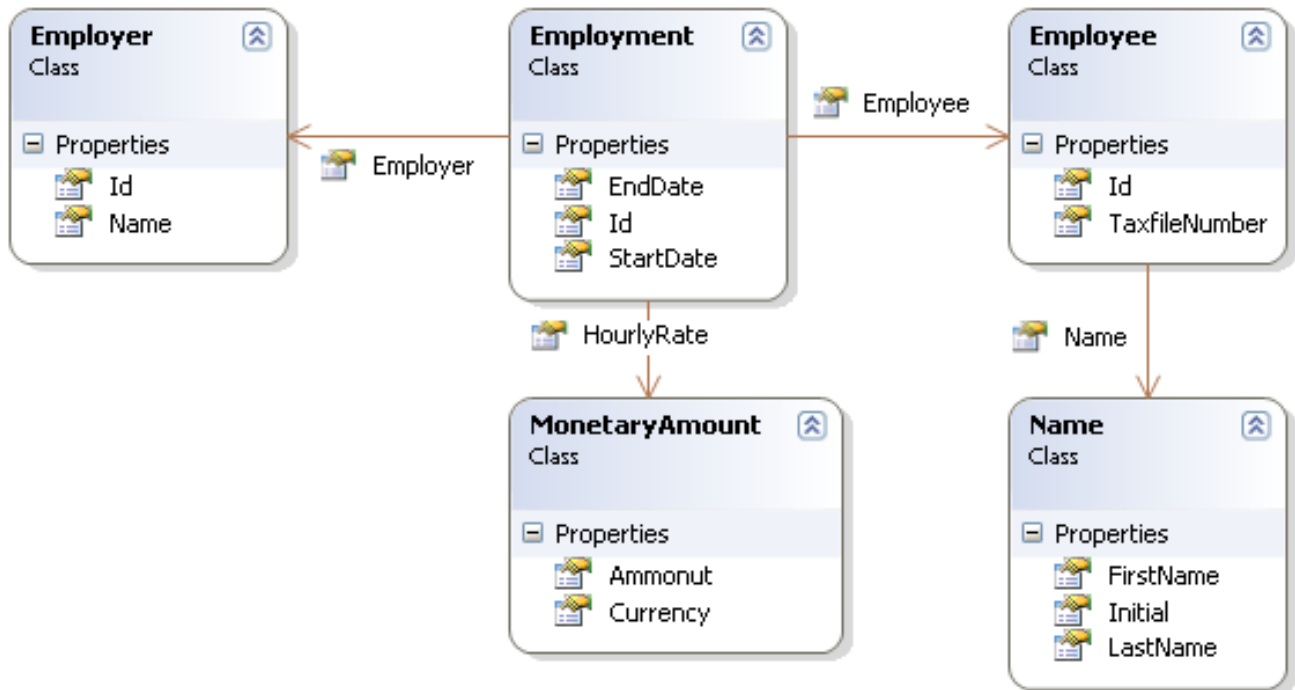 Employer
Class
Properties
Id
Name
Employer
Employment
Class
Properties
EndDate
Id
StartDate
Employee
Employee
Class
Properties
Id
TaxfileNumber
HourlyRate
Name
MonetaryAmount
Class
Properties
Ammonut
Currency
Name
Class
Properties
FirstName
Initial
LastName